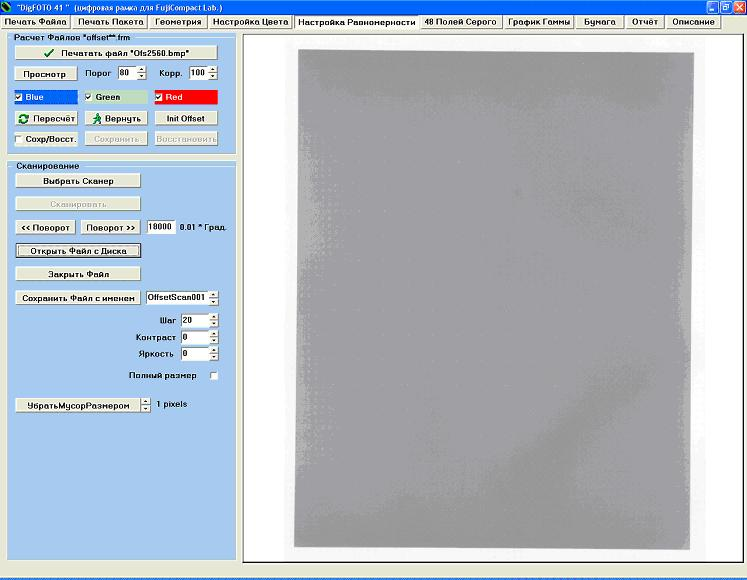 "DigFOTO 41 " (цифровая рамка для FujiCompact Lab.)
Печать Файла Печать Пакета Геометрия Настройка Цвета Настройка Равномерности 48 Полей Серого График Гаммы Бумага Отчёт Описание
Расчет Файлов "offset**.frm
Печатать файл "Ofs2560.bmp"
Просмотр Порог 80 Корр. 100
Blue Green Red
Пересчёт Вернуть Init Offset
Сохр/Восст. Сохранить Восстановить
Сканирование
Выбрать Сканер
Сканировать
<< Поворот Поворот >> 18000 0.01 * Град.
Открыть Файл с Диска
Закрыть Файл
Сохранить Файл с именем OffsetScan001
Шаг 20
Контраст 0
Яркость 0
Полный размер
УбратьМусорРазмером 1 pixels